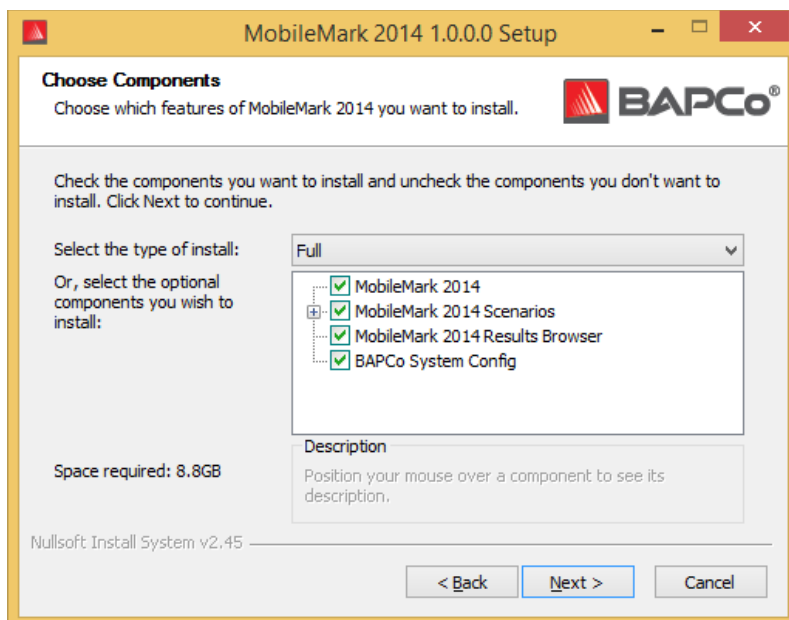 MobileMark 2014 1.0.0.0 Setup
Choose Components
Choose which features of MobileMark 2014 you want to install.
BAPCo®
Check the components you want to install and uncheck the components you don't want to
install. Click Next to continue.
Select the type of install:
Full
Or, select the optional
components you wish to
install:
MobileMark 2014
MobileMark 2014 Scenarios
MobileMark 2014 Results Browser
BAPCo System Config
Space required: 8.8GB
Description
Position your mouse over a component to see its
description.
Nullsoft Install System v2.45
< Back
Next >
Cancel